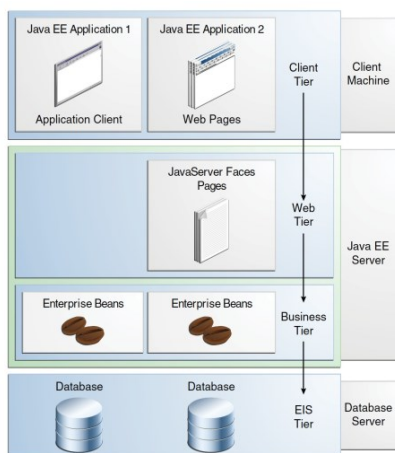 Java EE Application 1
Application Client
Java EE Application 2
Web Pages
Client
Tier
Client
Machine
JavaServer Faces
Pages
Web
Tier
Java EE
Server
Enterprise Beans
Enterprise Beans
Business
Tier
Database
Database
EIS
Tier
Database
Server